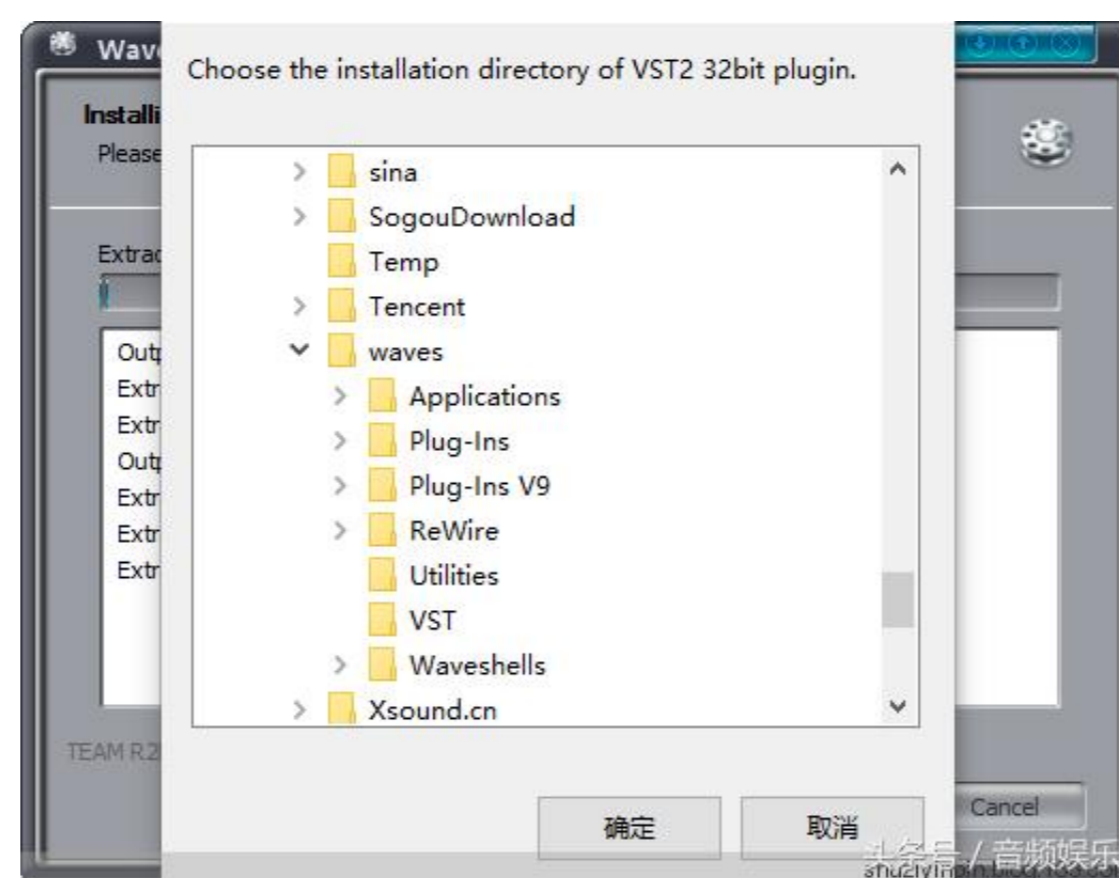 Wav
Choose the installation directory of VST2 32bit plugin.
Installi
Please
sina
SogouDownload
Extrac
Temp
Tencent
Outp
waves
Extr
Applications
Extr
Plug-Ins
Outp
Plug-Ins V9
Extr
ReWire
Extr
Utilities
Extr
VST
Waveshells
Xsound.cn
TEAM R2
确定
取消
Cancel
头条号 / 音频娱乐